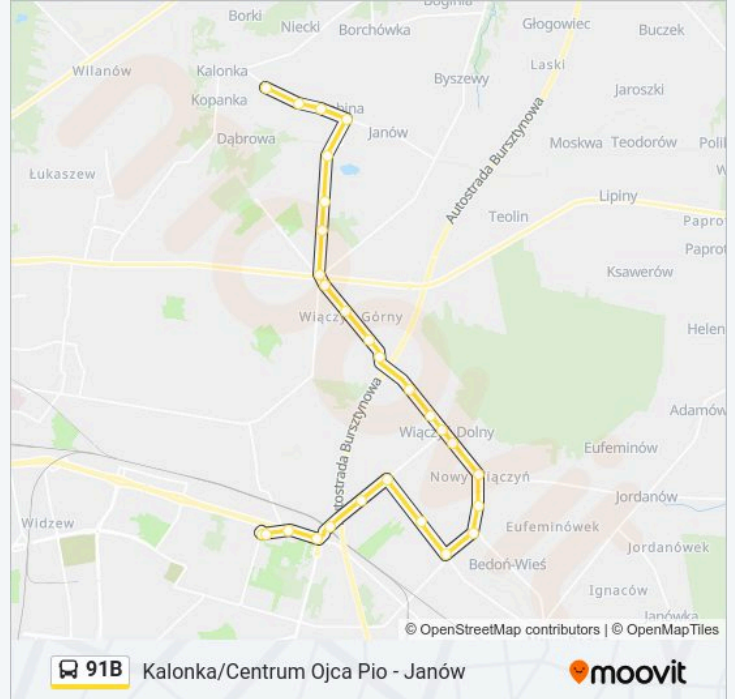 Borki
Niecki
Borchówka
Głogowiec
Buczek
Wilanów
Kalonka
Laski
Byszewy
Kopanka
Jaroszki
Dąbrowa
Janów
Moskwa
Teodorów
Łukaszew
Autostrada Bursztynowa
Lipiny
Teolin
Ksawerów
Wiączyń Górny
Autostrada Bursztynowa
Wiączyń Dolny
Eufeminów
Nowy Wiączyń
Jordanów
Widzew
Eufeminówek
Jordanówek
Bedoń-Wieś
Ignaców
Janówka
© OpenStreetMap contributors | © OpenMapTiles
91B Kalonka/Centrum Ojca Pio - Janów
moovit